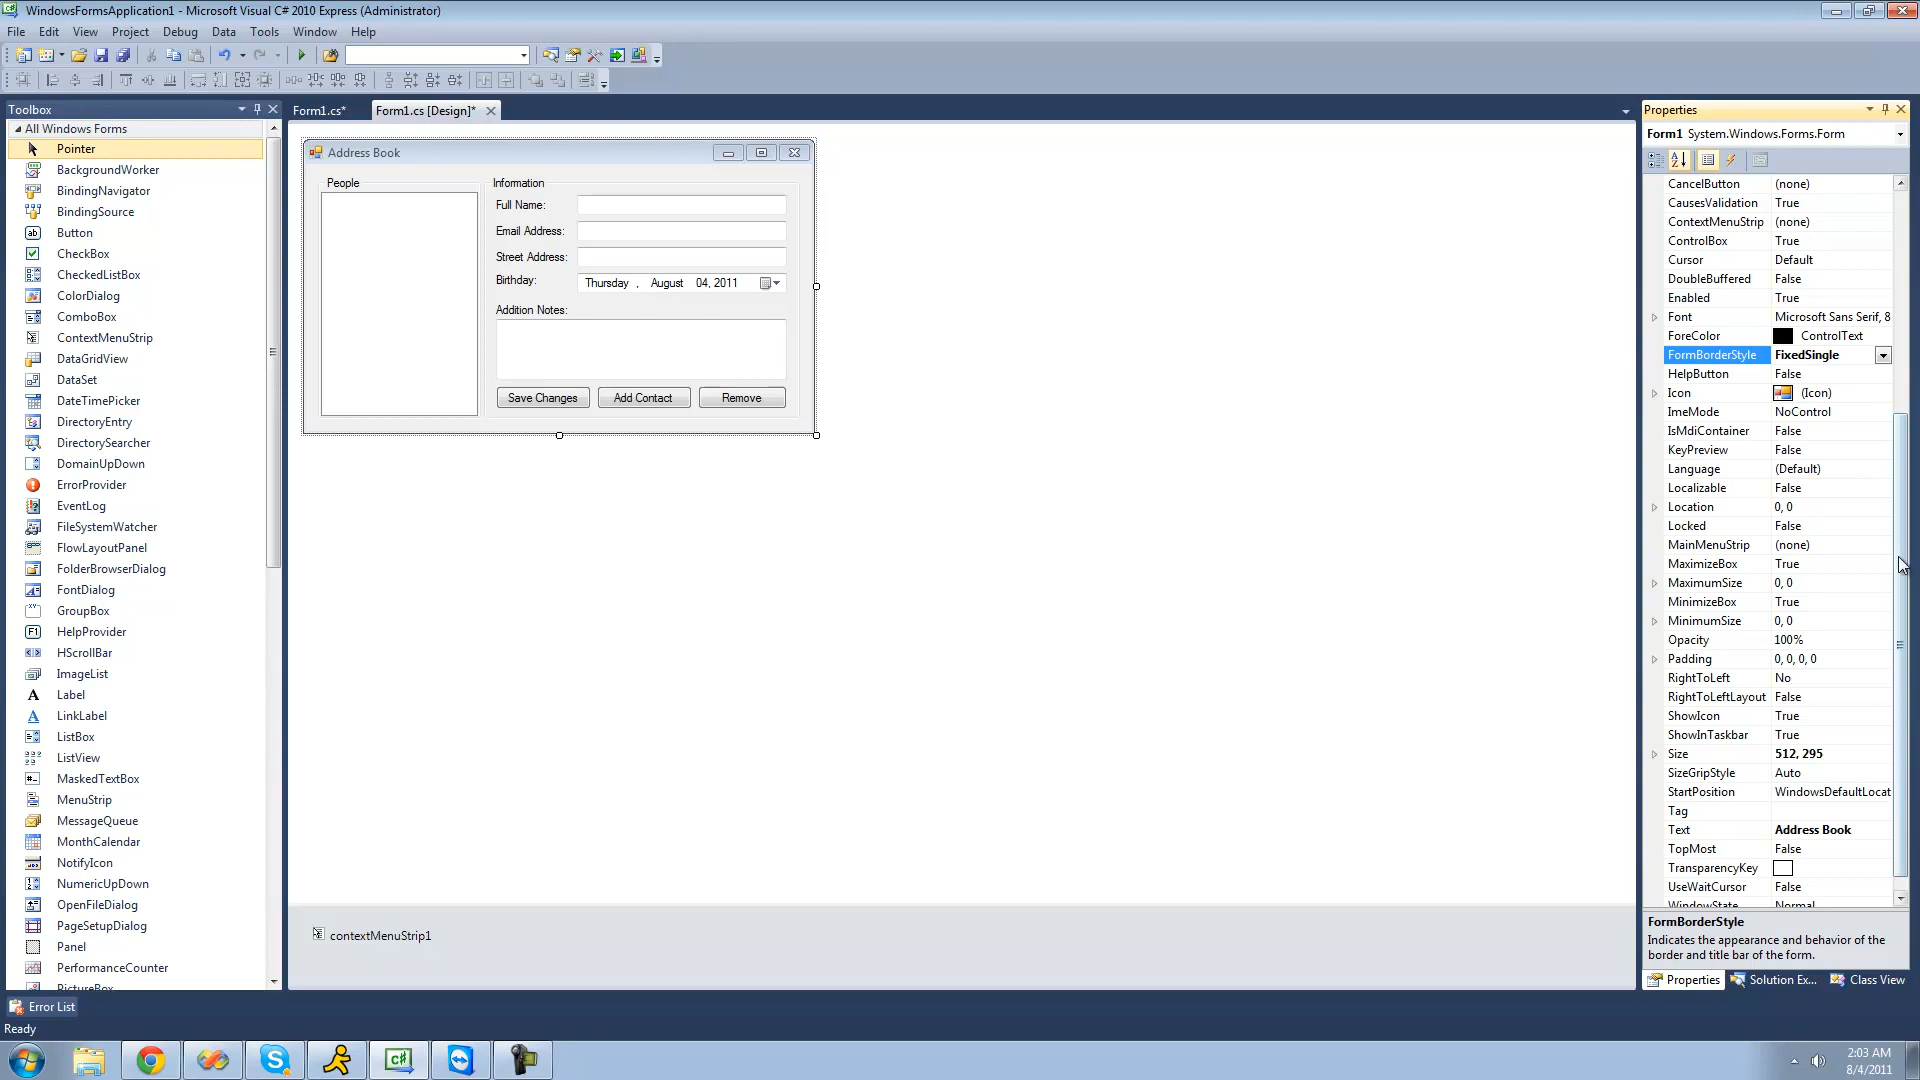 WindowsFormsApplication1 - Microsoft Visual C# 2010 Express (Administrator)
File Edit View Project Debug Data Tools Window Help
Toolbox
All Windows Forms
Pointer
BackgroundWorker
BindingNavigator
BindingSource
Button
CheckBox
CheckedListBox
ColorDialog
ComboBox
ContextMenuStrip
DataGridView
DataSet
DateTimePicker
DirectoryEntry
DirectorySearcher
DomainUpDown
ErrorProvider
EventLog
FileSystemWatcher
FlowLayoutPanel
FolderBrowserDialog
FontDialog
GroupBox
HelpProvider
HScrollBar
ImageList
Label
LinkLabel
ListBox
ListView
MaskedTextBox
MenuStrip
MessageQueue
MonthCalendar
NotifyIcon
NumericUpDown
OpenFileDialog
PageSetupDialog
Panel
PerformanceCounter
PictureBox
Form1.cs* Form1.cs [Design]*
Address Book
People
Information
Full Name:
Email Address:
Street Address:
Birthday: Thursday , August 04, 2011
Addition Notes:
Save Changes Add Contact Remove
contextMenuStrip1
Properties
Form1 System.Windows.Forms.Form
CancelButton (none)
CausesValidation True
ContextMenuStrip (none)
ControlBox True
Cursor Default
DoubleBuffered False
Enabled True
Font Microsoft Sans Serif, 8
ForeColor ControlText
FormBorderStyle FixedSingle
HelpButton False
Icon (Icon)
ImeMode NoControl
IsMdiContainer False
KeyPreview False
Language (Default)
Localizable False
Location 0, 0
Locked False
MainMenuStrip (none)
MaximizeBox True
MaximumSize 0, 0
MinimizeBox True
MinimumSize 0, 0
Opacity 100%
Padding 0, 0, 0, 0
RightToLeft No
RightToLeftLayout False
ShowIcon True
ShowInTaskbar True
Size 512, 295
SizeGripStyle Auto
StartPosition WindowsDefaultLocat
Tag
Text Address Book
TopMost False
TransparencyKey
UseWaitCursor False
WindowState Normal
FormBorderStyle
Indicates the appearance and behavior of the
border and title bar of the form.
Properties Solution Ex... Class View
Error List
Ready
2:03 AM
8/4/2011